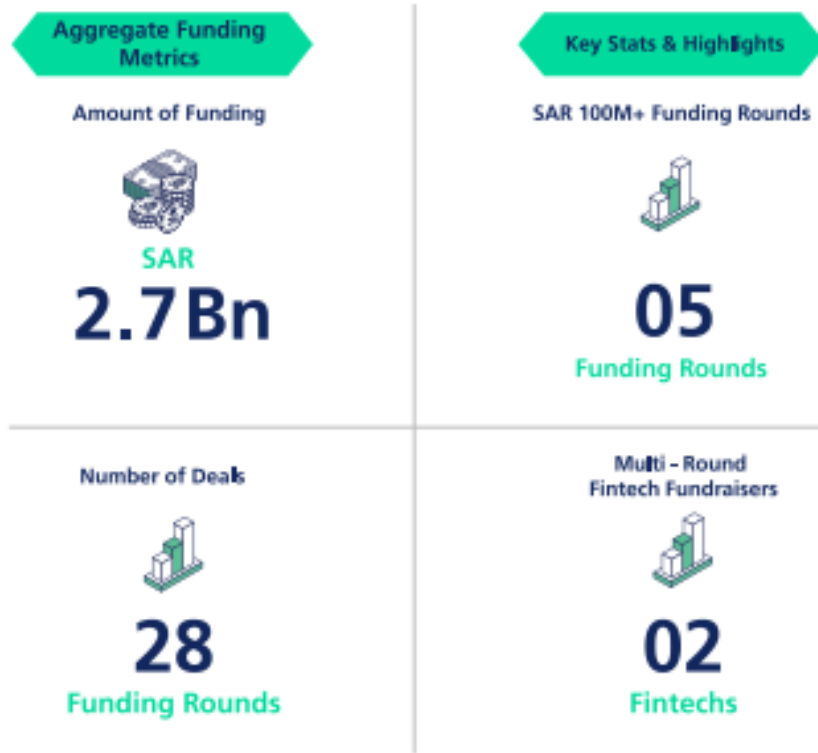 Aggregate Funding
Metrics
Key Stats & Highlights
Amount of Funding
SAR
2.7Bn
SAR 100M+ Funding Rounds
05
Funding Rounds
Number of Deals
28
Funding Rounds
Multi - Round
Fintech Fundraisers
02
Fintechs